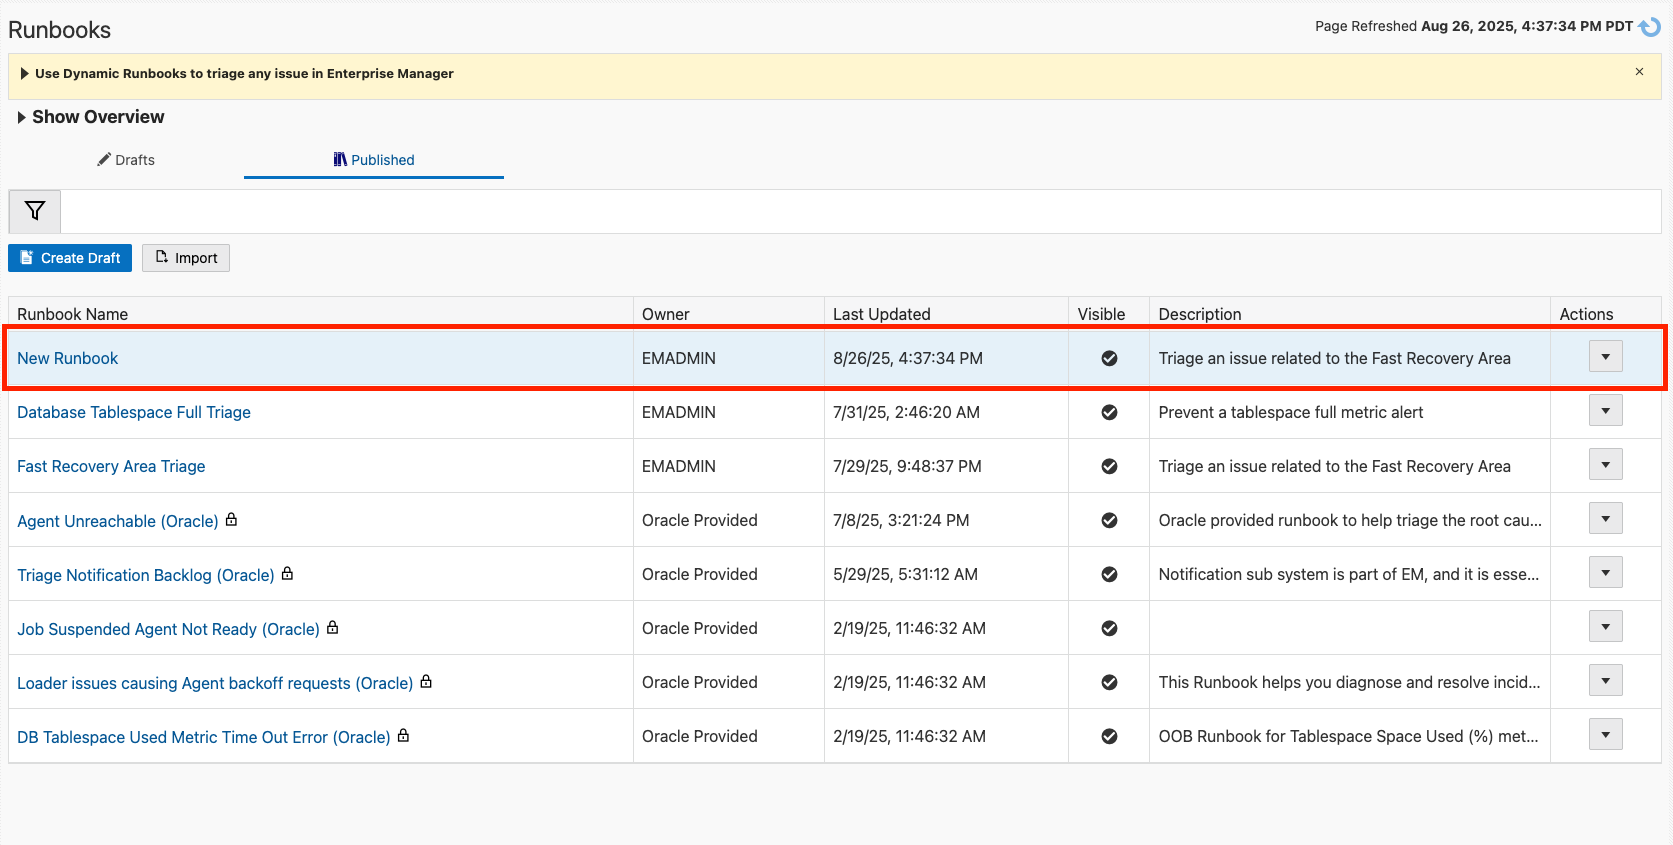 Runbooks
Page Refreshed Aug 26, 2025, 4:37:34 PM PDT
Use Dynamic Runbooks to triage any issue in Enterprise Manager
Show Overview
Drafts Published
Create Draft Import
Runbook Name Owner Last Updated Visible Description Actions
New Runbook EMADMIN 8/26/25, 4:37:34 PM Triage an issue related to the Fast Recovery Area
Database Tablespace Full Triage EMADMIN 7/31/25, 2:46:20 AM Prevent a tablespace full metric alert
Fast Recovery Area Triage EMADMIN 7/29/25, 9:48:37 PM Triage an issue related to the Fast Recovery Area
Agent Unreachable (Oracle) Oracle Provided 7/8/25, 3:21:24 PM Oracle provided runbook to help triage the root cau...
Triage Notification Backlog (Oracle) Oracle Provided 5/29/25, 5:31:12 AM Notification sub system is part of EM, and it is esse...
Job Suspended Agent Not Ready (Oracle) Oracle Provided 2/19/25, 11:46:32 AM
Loader issues causing Agent backoff requests (Oracle) Oracle Provided 2/19/25, 11:46:32 AM This Runbook helps you diagnose and resolve incid...
DB Tablespace Used Metric Time Out Error (Oracle) Oracle Provided 2/19/25, 11:46:32 AM OOB Runbook for Tablespace Space Used (%) met...